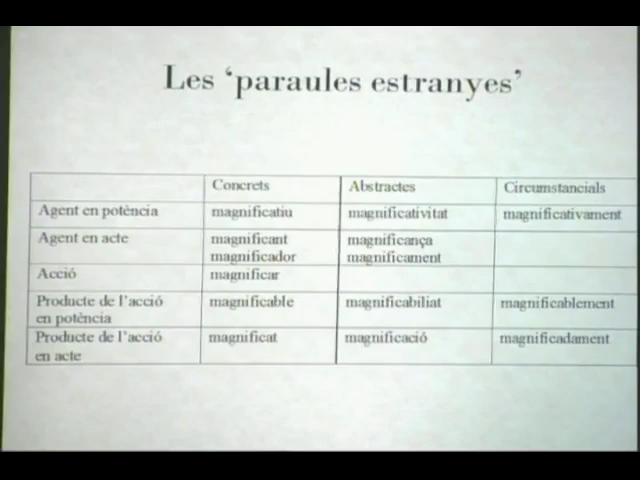 Les ‘paraules estranyes’
Concrets Abstractes Circumstancials
Agent en potència magnificatiu magnificativitat magnificativament
Agent en acte magnificant magnificança
magnificador magnificament
Acció magnificar
Producte de l’acció magnificable magnificabiliat magnificablement
en potència
Producte de l’acció magnificat magnificació magnificadament
en acte